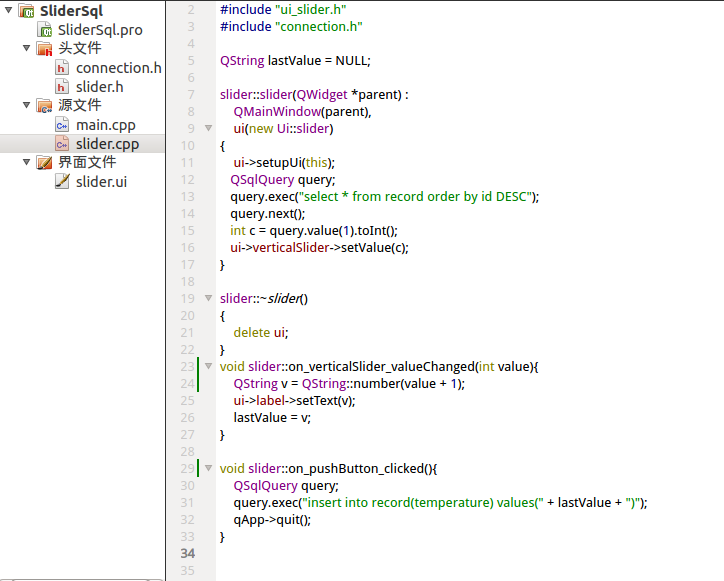 SliderSql
SliderSql.pro
头文件
connection.h
slider.h
源文件
main.cpp
slider.cpp
界面文件
slider.ui
2 #include "ui_slider.h"
3 #include "connection.h"
4
5 QString lastValue = NULL;
6
7 slider::slider(QWidget *parent) :
8 QMainWindow(parent),
9 ui(new Ui::slider)
10 {
11 ui->setupUi(this);
12 QSqlQuery query;
13 query.exec("select * from record order by id DESC");
14 query.next();
15 int c = query.value(1).toInt();
16 ui->verticalSlider->setValue(c);
17 }
18
19 slider::~slider()
20 {
21 delete ui;
22 }
23 void slider::on_verticalSlider_valueChanged(int value){
24 QString v = QString::number(value + 1);
25 ui->label->setText(v);
26 lastValue = v;
27 }
28
29 void slider::on_pushButton_clicked(){
30 QSqlQuery query;
31 query.exec("insert into record(temperature) values(" + lastValue + ")");
32 qApp->quit();
33 }
34
35